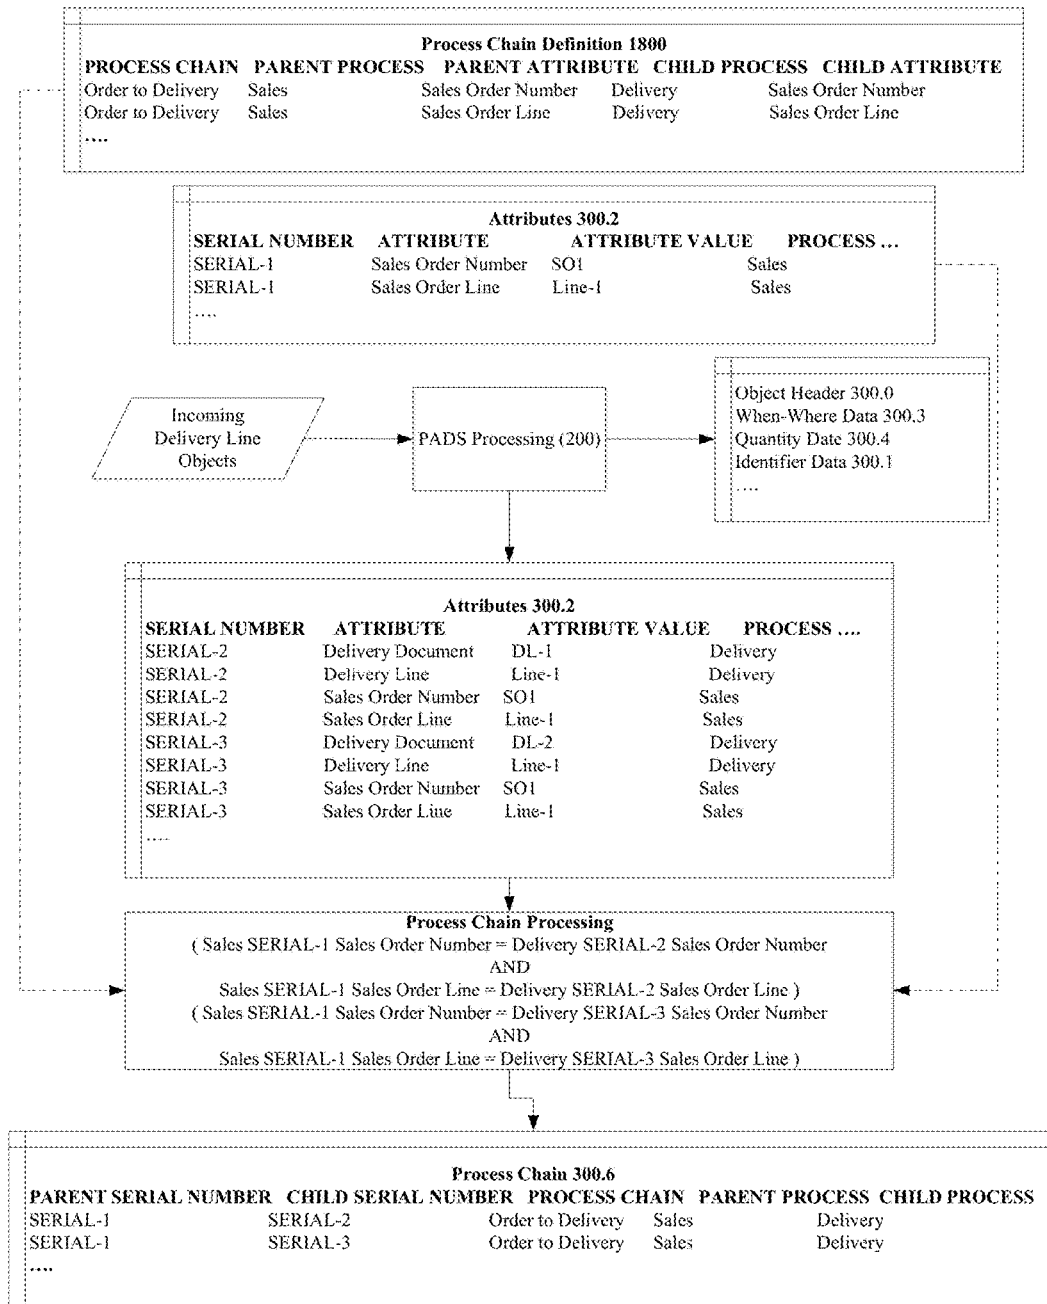 Process Chain Definition 1800
PROCESS CHAIN PARENT PROCESS PARENT ATTRIBUTE CHILD PROCESS CHILD ATTRIBUTE
Order to Delivery Sales Sales Order Number Delivery Sales Order Number
Order to Delivery Sales Sales Order Line Delivery Sales Order Line
....
Attributes 300.2
SERIAL NUMBER ATTRIBUTE ATTRIBUTE VALUE PROCESS ...
SERIAL-1 Sales Order Number SO1 Sales
SERIAL-1 Sales Order Line Line-1 Sales
....
Incoming
Delivery Line
Objects
PADS Processing (200)
Object Header 300.0
When-Where Data 300.3
Quantity Date 300.4
Identifier Data 300.1
....
Attributes 300.2
SERIAL NUMBER ATTRIBUTE ATTRIBUTE VALUE PROCESS ....
SERIAL-2 Delivery Document DL-1 Delivery
SERIAL-2 Delivery Line Line-1 Delivery
SERIAL-2 Sales Order Number SO1 Sales
SERIAL-2 Sales Order Line Line-1 Sales
SERIAL-3 Delivery Document DL-2 Delivery
SERIAL-3 Delivery Line Line-1 Delivery
SERIAL-3 Sales Order Number SO1 Sales
SERIAL-3 Sales Order Line Line-1 Sales
....
Process Chain Processing
( Sales SERIAL-1 Sales Order Number = Delivery SERIAL-2 Sales Order Number
AND
Sales SERIAL-1 Sales Order Line = Delivery SERIAL-2 Sales Order Line )
( Sales SERIAL-1 Sales Order Number = Delivery SERIAL-3 Sales Order Number
AND
Sales SERIAL-1 Sales Order Line = Delivery SERIAL-3 Sales Order Line )
Process Chain 300.6
PARENT SERIAL NUMBER CHILD SERIAL NUMBER PROCESS CHAIN PARENT PROCESS CHILD PROCESS
SERIAL-1 SERIAL-2 Order to Delivery Sales Delivery
SERIAL-1 SERIAL-3 Order to Delivery Sales Delivery
....